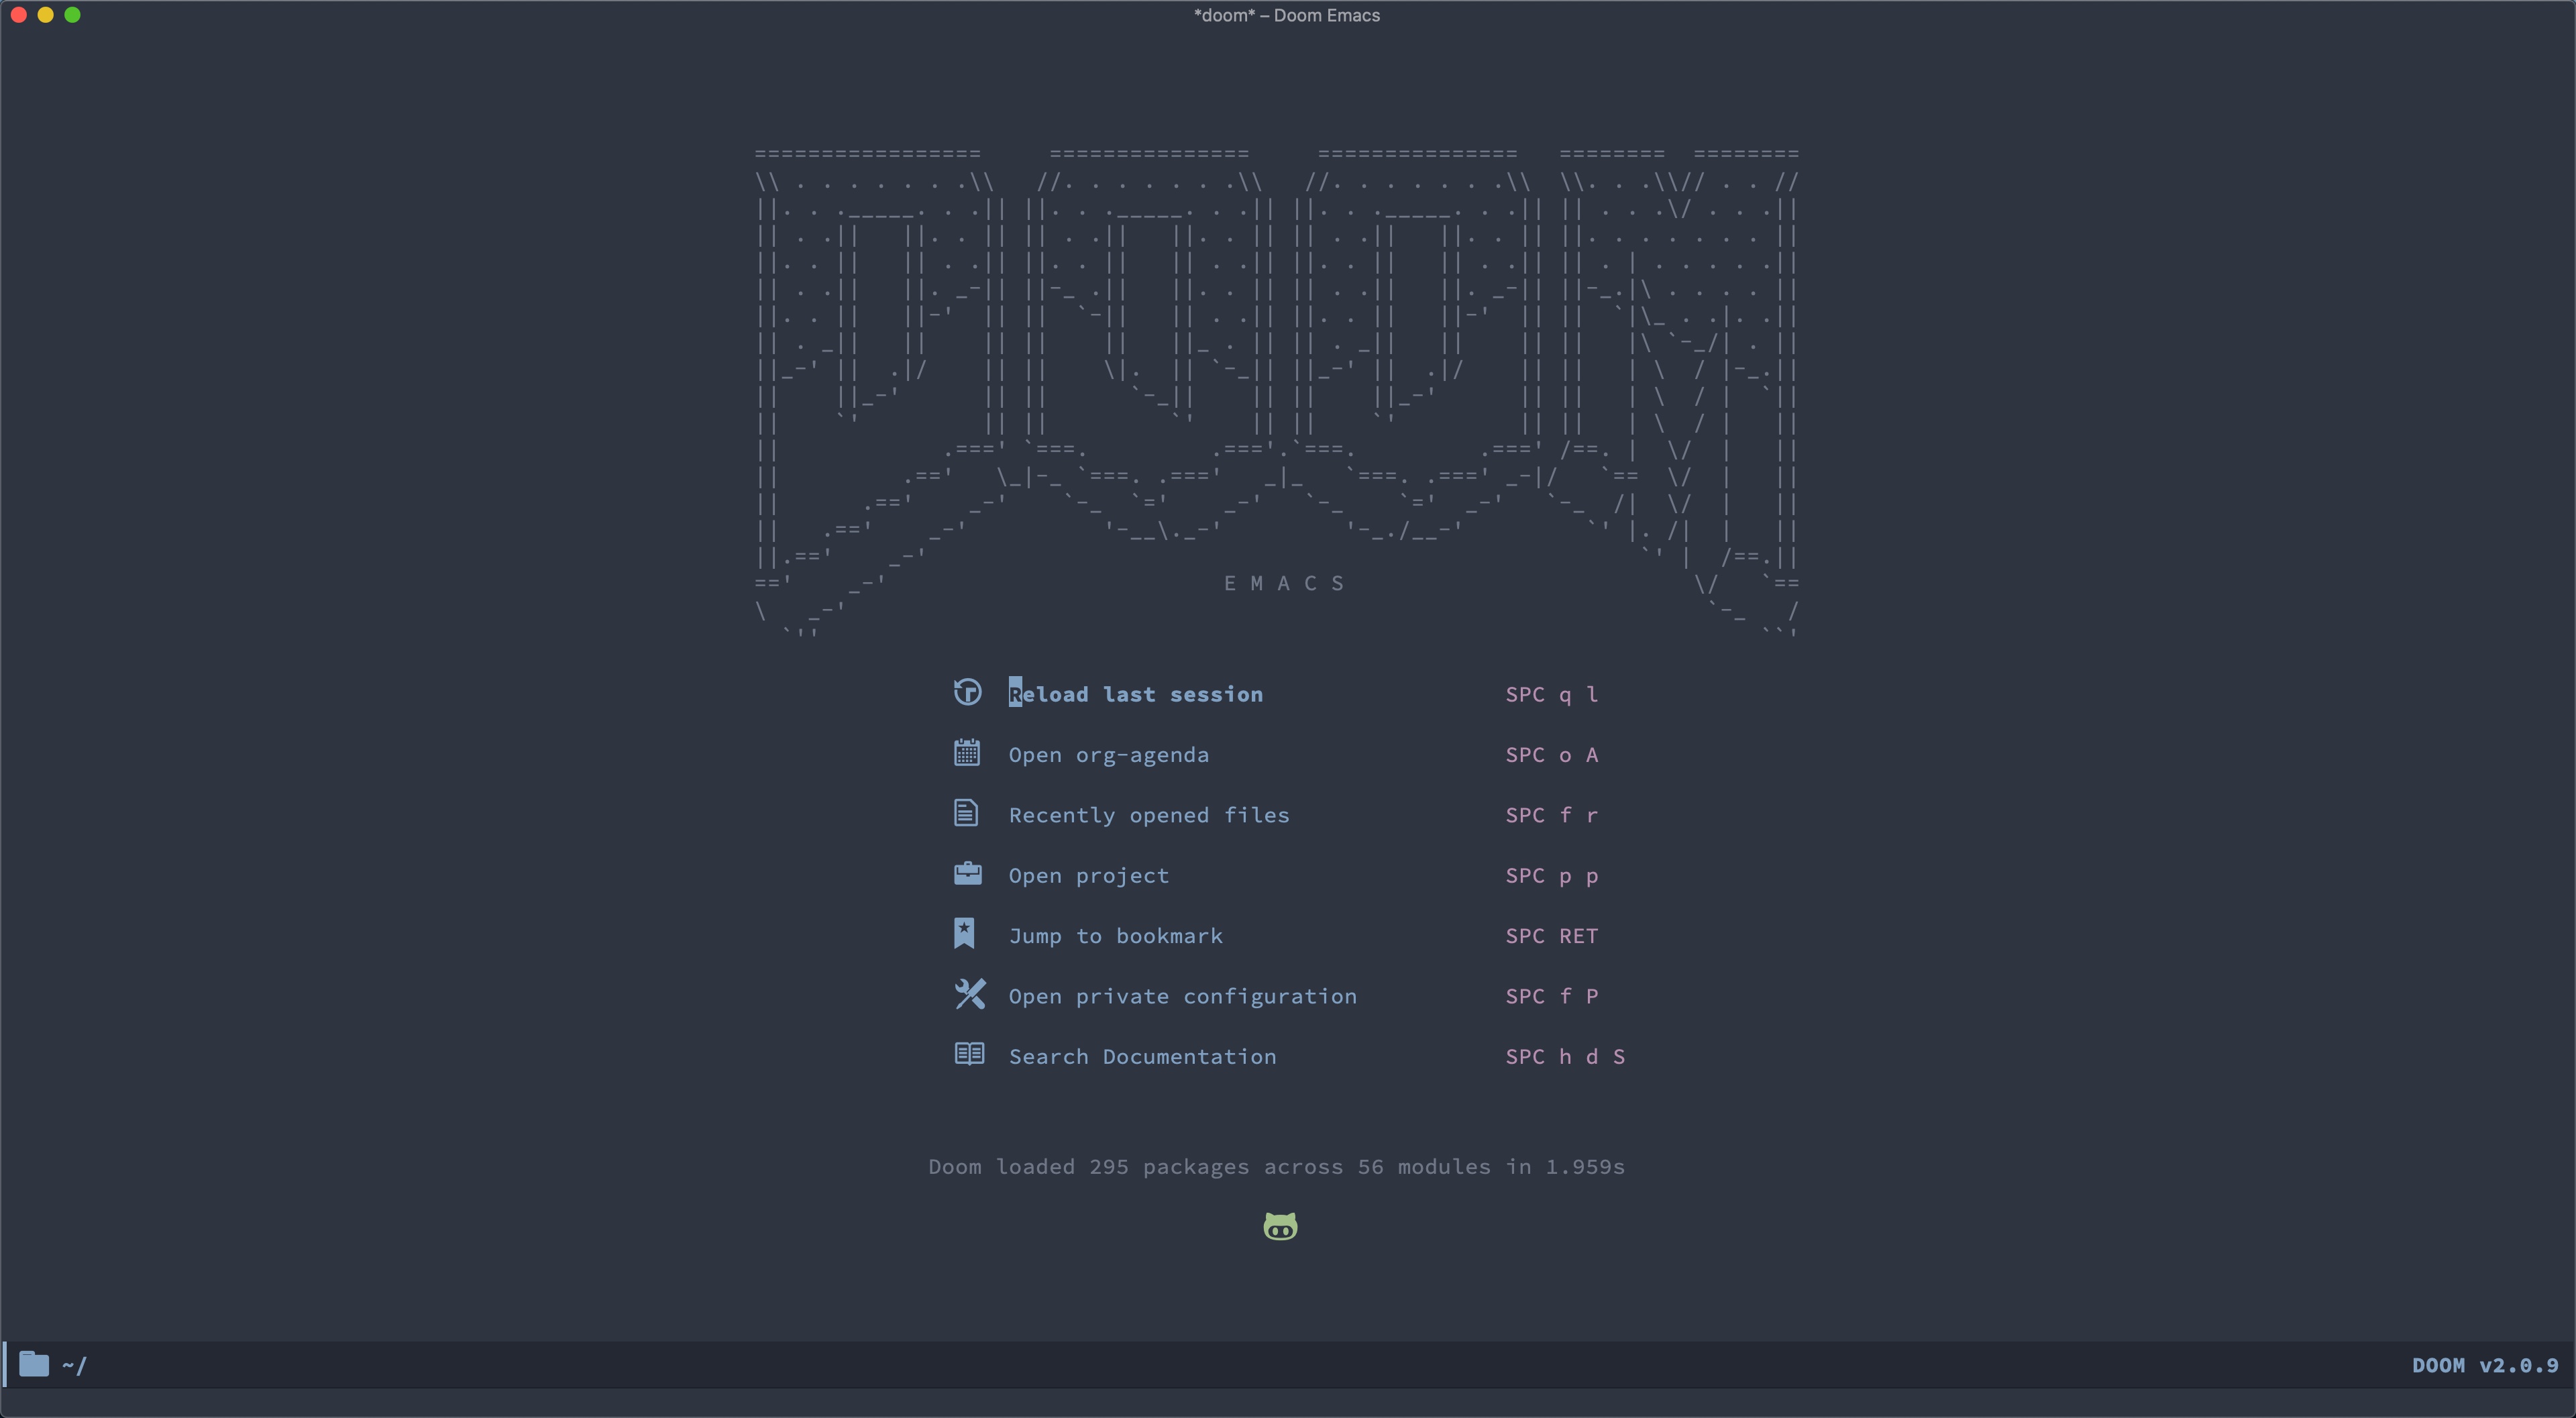 *doom* – Doom Emacs
E M A C S
Reload last session SPC q l
Open org-agenda SPC o A
Recently opened files SPC f r
Open project SPC p p
Jump to bookmark SPC RET
Open private configuration SPC f P
Search Documentation SPC h d S
Doom loaded 295 packages across 56 modules in 1.959s
~/ DOOM v2.0.9